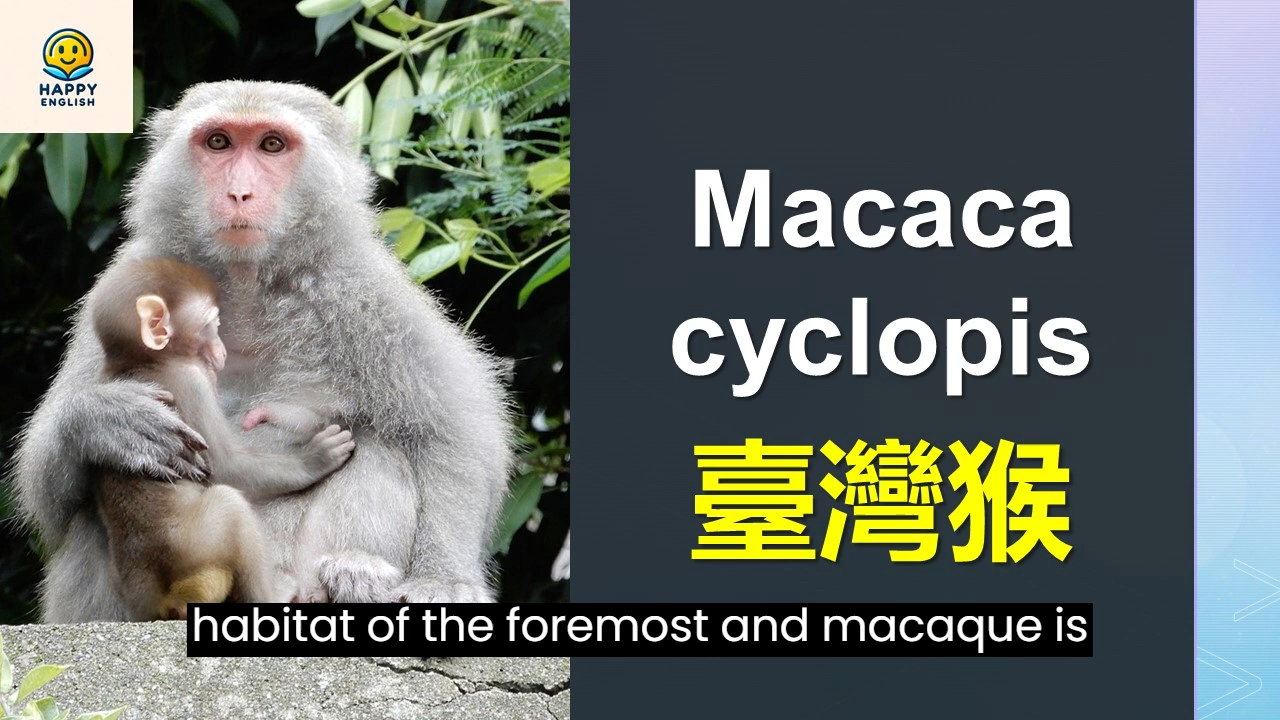 HAPPY
ENGLISH
Macaca
cyclopis
臺灣猴
habitat of the foremost and macaque is